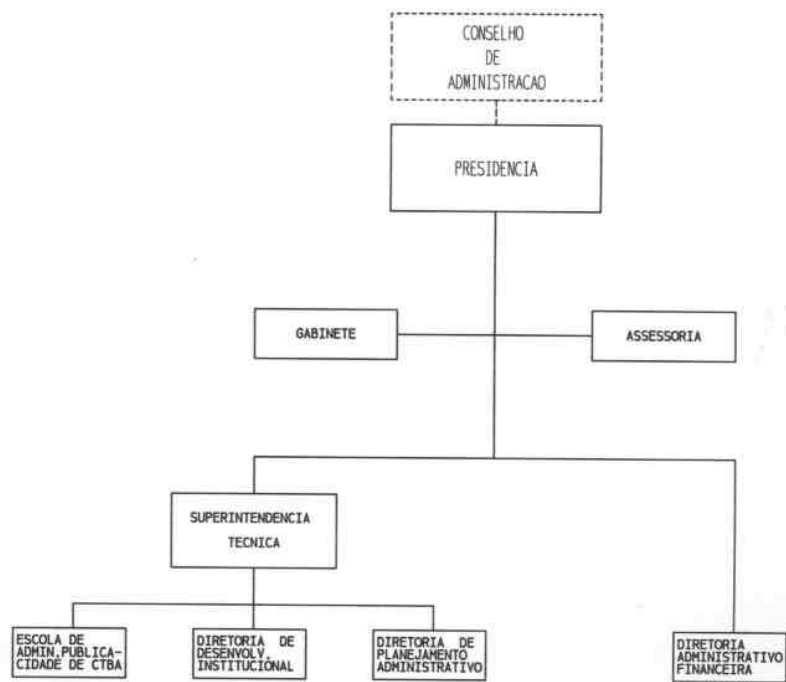 CONSELHO
DE
ADMINISTRACAO
PRESIDENCIA
GABINETE
ASSESSORIA
SUPERINTENDENCIA
TECNICA
ESCOLA DE
ADMIN.PUBLICA-
CIDADE DE CTBA
DIRETORIA DE
DESENVOLV.
INSTITUCIONAL
DIRETORIA DE
PLANEJAMENTO
ADMINISTRATIVO
DIRETORIA
ADMINISTRATIVO
FINANCEIRA